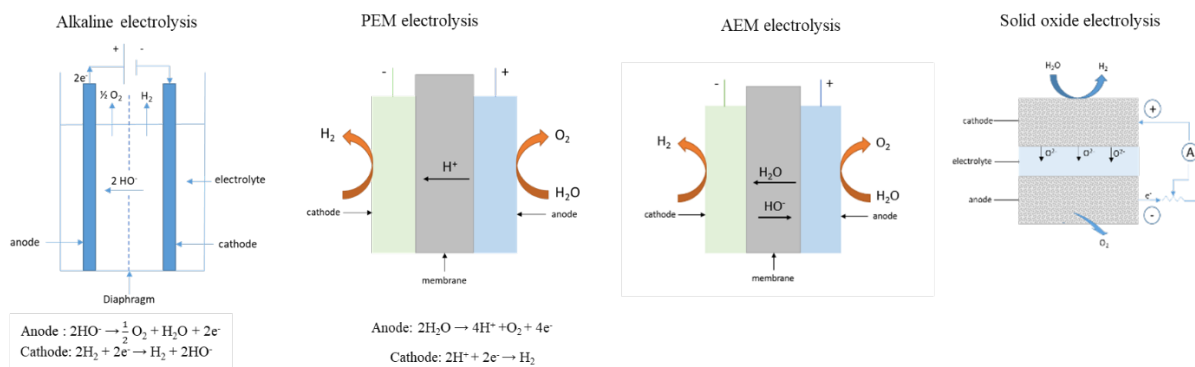 Alkaline electrolysis
+ -
2e-
½ O₂ H₂
2 HO-
electrolyte
anode
cathode
Diaphragm
Anode : 2HO- → ½ O₂ + H₂O + 2e-
Cathode: 2H₂ + 2e- → H₂ + 2HO-
PEM electrolysis
- +
H₂ O₂
H⁺
H₂O
cathode anode
membrane
Anode: 2H₂O → 4H⁺ +O₂ + 4e-
Cathode: 2H⁺ + 2e- → H₂
AEM electrolysis
- +
H₂ O₂
H₂O
HO-
H₂O
cathode anode
membrane
Solid oxide electrolysis
H₂O H₂
cathode +
electrolyte O²⁻ O²⁻ O²⁻ A
anode e- -
O₂